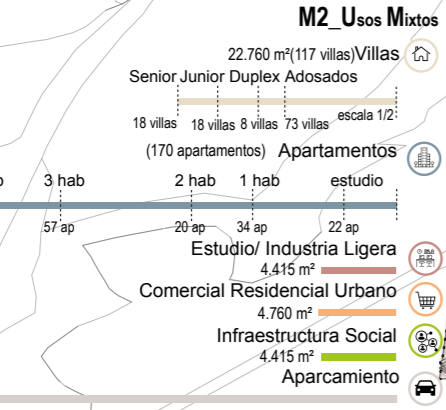 M2_Usos Mixtos
22.760 m²(117 villas)Villas
Senior Junior Duplex Adosados
18 villas 18 villas 8 villas 73 villas escala 1/2
(170 apartamentos) Apartamentos
3 hab 2 hab 1 hab estudio
57 ap 20 ap 34 ap 22 ap
Estudio/ Industria Ligera
4.415 m²
Comercial Residencial Urbano
4.760 m²
Infraestructura Social
4.415 m²
Aparcamiento